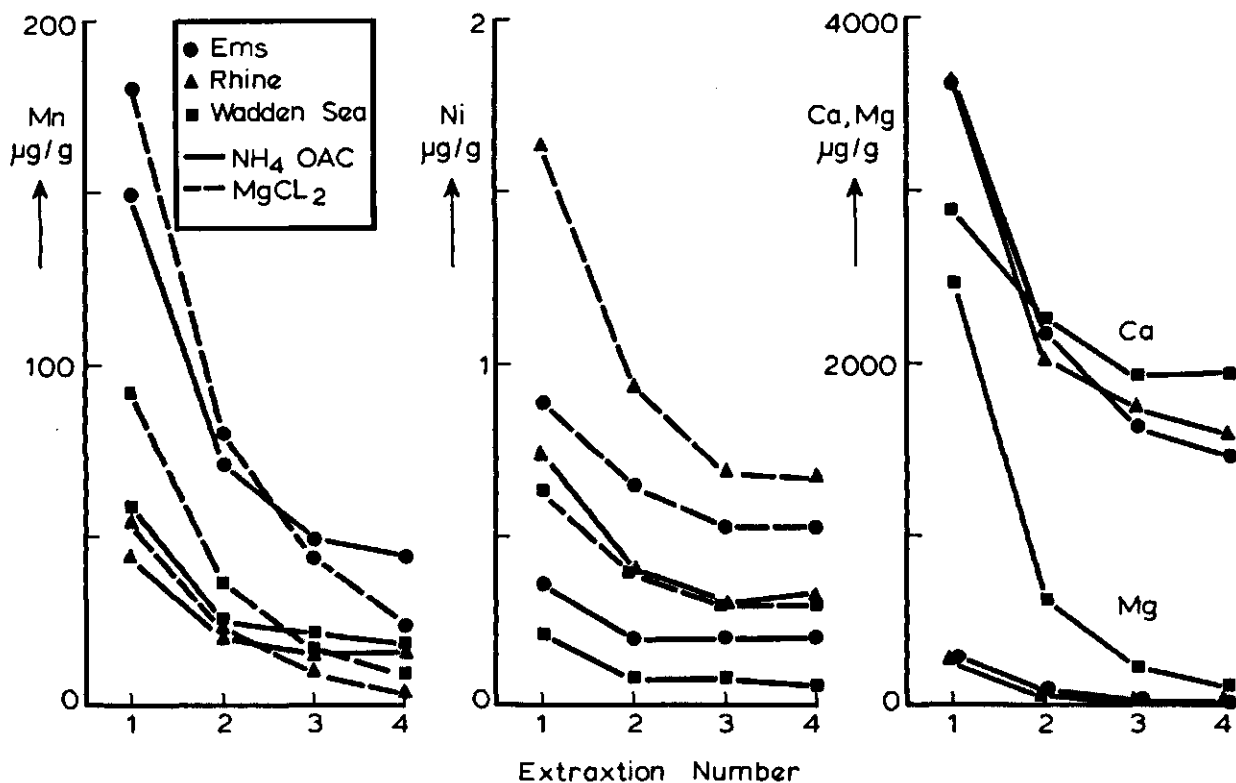 200
Mn
µg/g
100
0
1 2 3 4
Ems
Rhine
Wadden Sea
NH4 OAC
MgCL2
2
Ni
µg/g
1
0
1 2 3 4
4000
Ca, Mg
µg/g
2000
0
1 2 3 4
Ca
Mg
Extraxtion Number